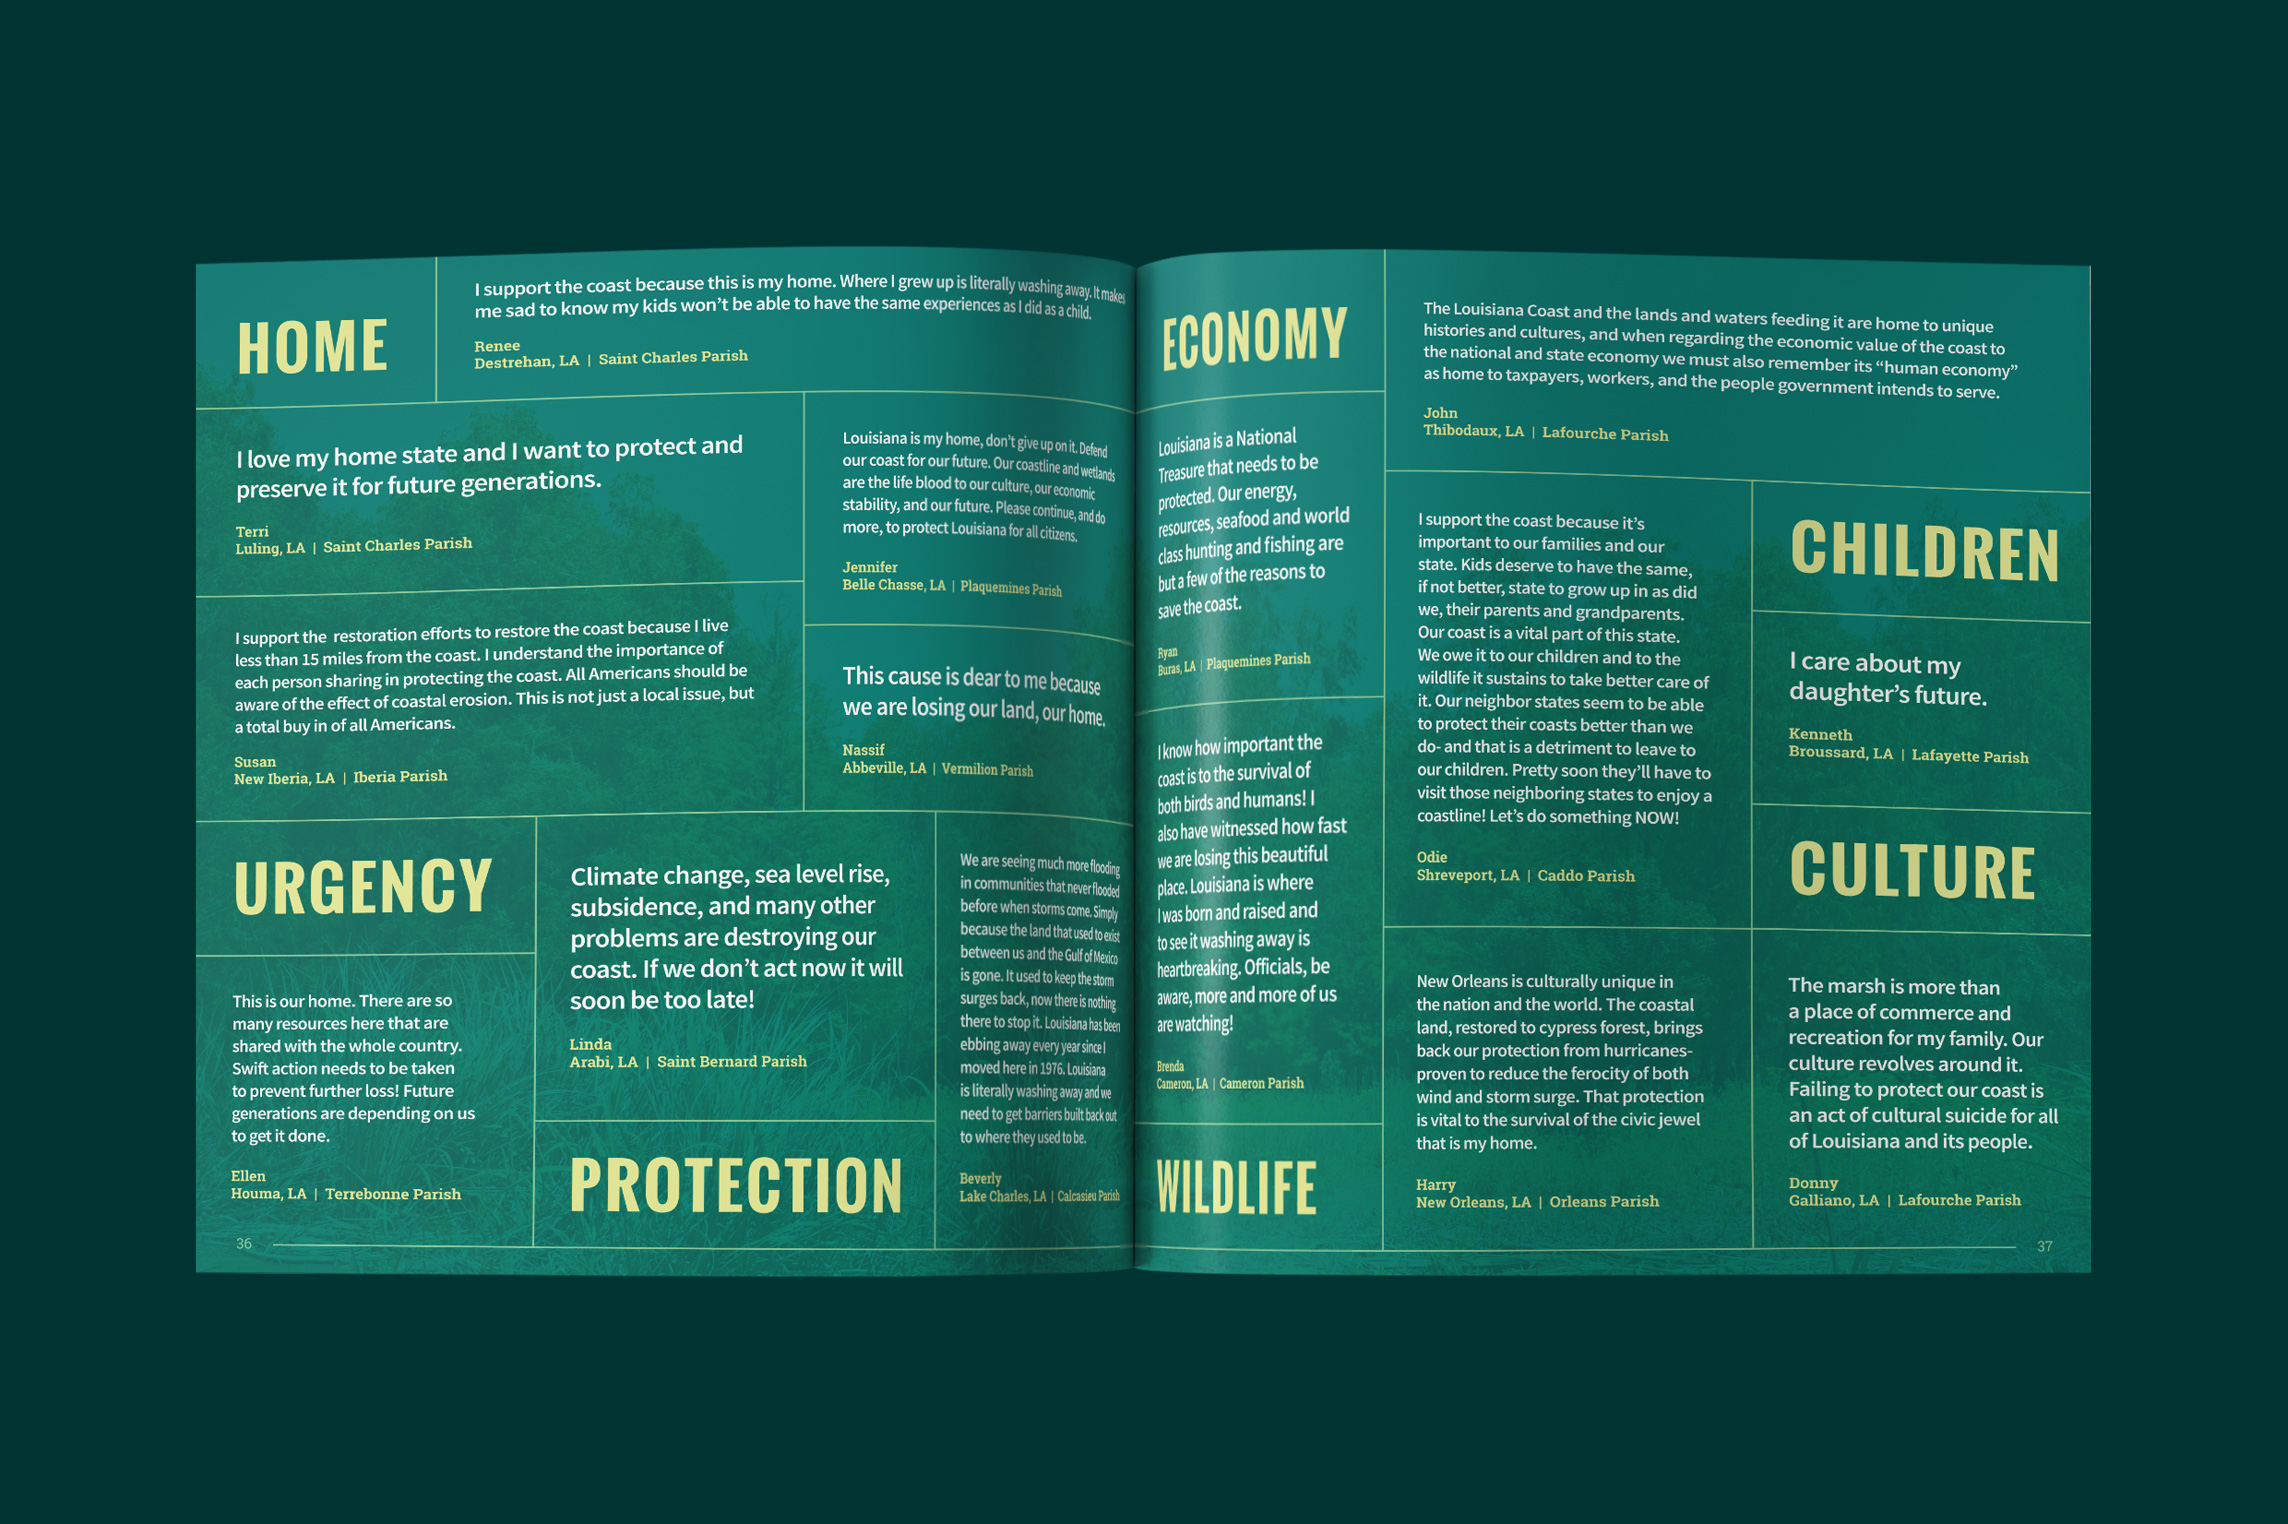 HOME
I support the coast because this is my home. Where I grew up is literally washing away. It makes
me sad to know my kids won't be able to have the same experiences as I did as a child.
Renee
Destrehan, LA | Saint Charles Parish
I love my home state and I want to protect and
preserve it for future generations.
Terri
Luling, LA | Saint Charles Parish
Louisiana is my home, don't give up on it. Defend
our coast for our future. Our coastline and wetlands
are the life blood to our culture, our economic
stability, and our future. Please continue, and do
more, to protect Louisiana for all citizens.
Jennifer
Belle Chasse, LA | Plaquemines Parish
I support the  restoration efforts to restore the coast because I live
less than 15 miles from the coast. I understand the importance of
each person sharing in protecting the coast. All Americans should be
aware of the effect of coastal erosion. This is not just a local issue, but
a total buy in of all Americans.
Susan
New Iberia, LA | Iberia Parish
This cause is dear to me because
we are losing our land, our home.
Nassif
Abbeville, LA | Vermilion Parish
URGENCY
This is our home. There are so
many resources here that are
shared with the whole country.
Swift action needs to be taken
to prevent further loss! Future
generations are depending on us
to get it done.
Ellen
Houma, LA | Terrebonne Parish
Climate change, sea level rise,
subsidence, and many other
problems are destroying our
coast. If we don't act now it will
soon be too late!
Linda
Arabi, LA | Saint Bernard Parish
PROTECTION
We are seeing much more flooding
in communities that never flooded
before when storms come. Simply
because the land that used to exist
between us and the Gulf of Mexico
is gone. It used to keep the storm
surges back, now there is nothing
there to stop it. Louisiana has been
ebbing away every year since I
moved here in 1976. Louisiana
is literally washing away and we
need to get barriers built back out
to where they used to be.
Beverly
Lake Charles, LA | Calcasieu Parish
36
ECONOMY
Louisiana is a National
Treasure that needs to be
protected. Our energy,
resources, seafood and world
class hunting and fishing are
but a few of the reasons to
save the coast.
Ryan
Buras, LA | Plaquemines Parish
The Louisiana Coast and the lands and waters feeding it are home to unique
histories and cultures, and when regarding the economic value of the coast to
the national and state economy we must also remember its “human economy”
as home to taxpayers, workers, and the people government intends to serve.
John
Thibodaux, LA | Lafourche Parish
I know how important the
coast is to the survival of
both birds and humans! I
also have witnessed how fast
we are losing this beautiful
place. Louisiana is where
I was born and raised and
to see it washing away is
heartbreaking. Officials, be
aware, more and more of us
are watching!
Brenda
Cameron, LA | Cameron Parish
WILDLIFE
I support the coast because it's
important to our families and our
state. Kids deserve to have the same,
if not better, state to grow up in as did
we, their parents and grandparents.
Our coast is a vital part of this state.
We owe it to our children and to the
wildlife it sustains to take better care of
it. Our neighbor states seem to be able
to protect their coasts better than we
do- and that is a detriment to leave to
our children. Pretty soon they'll have to
visit those neighboring states to enjoy a
coastline! Let's do something NOW!
Odie
Shreveport, LA | Caddo Parish
CHILDREN
I care about my
daughter's future.
Kenneth
Broussard, LA | Lafayette Parish
CULTURE
New Orleans is culturally unique in
the nation and the world. The coastal
land, restored to cypress forest, brings
back our protection from hurricanes-
proven to reduce the ferocity of both
wind and storm surge. That protection
is vital to the survival of the civic jewel
that is my home.
Harry
New Orleans, LA | Orleans Parish
The marsh is more than
a place of commerce and
recreation for my family. Our
culture revolves around it.
Failing to protect our coast is
an act of cultural suicide for all
of Louisiana and its people.
Donny
Galliano, LA | Lafourche Parish
37